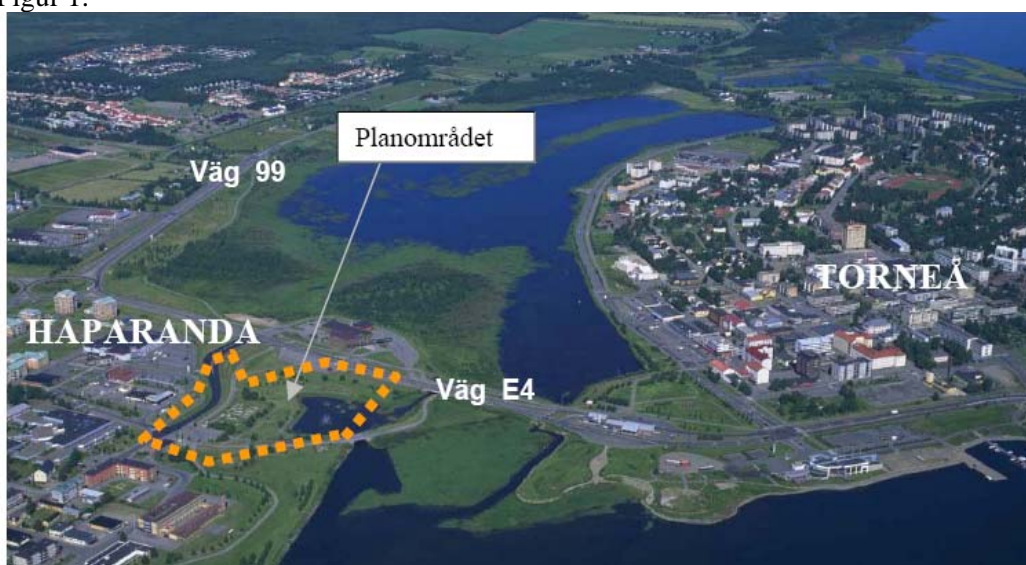 Figur 1.
Planområdet
Väg 99
TORNEÅ
HAPARANDA
Väg E4